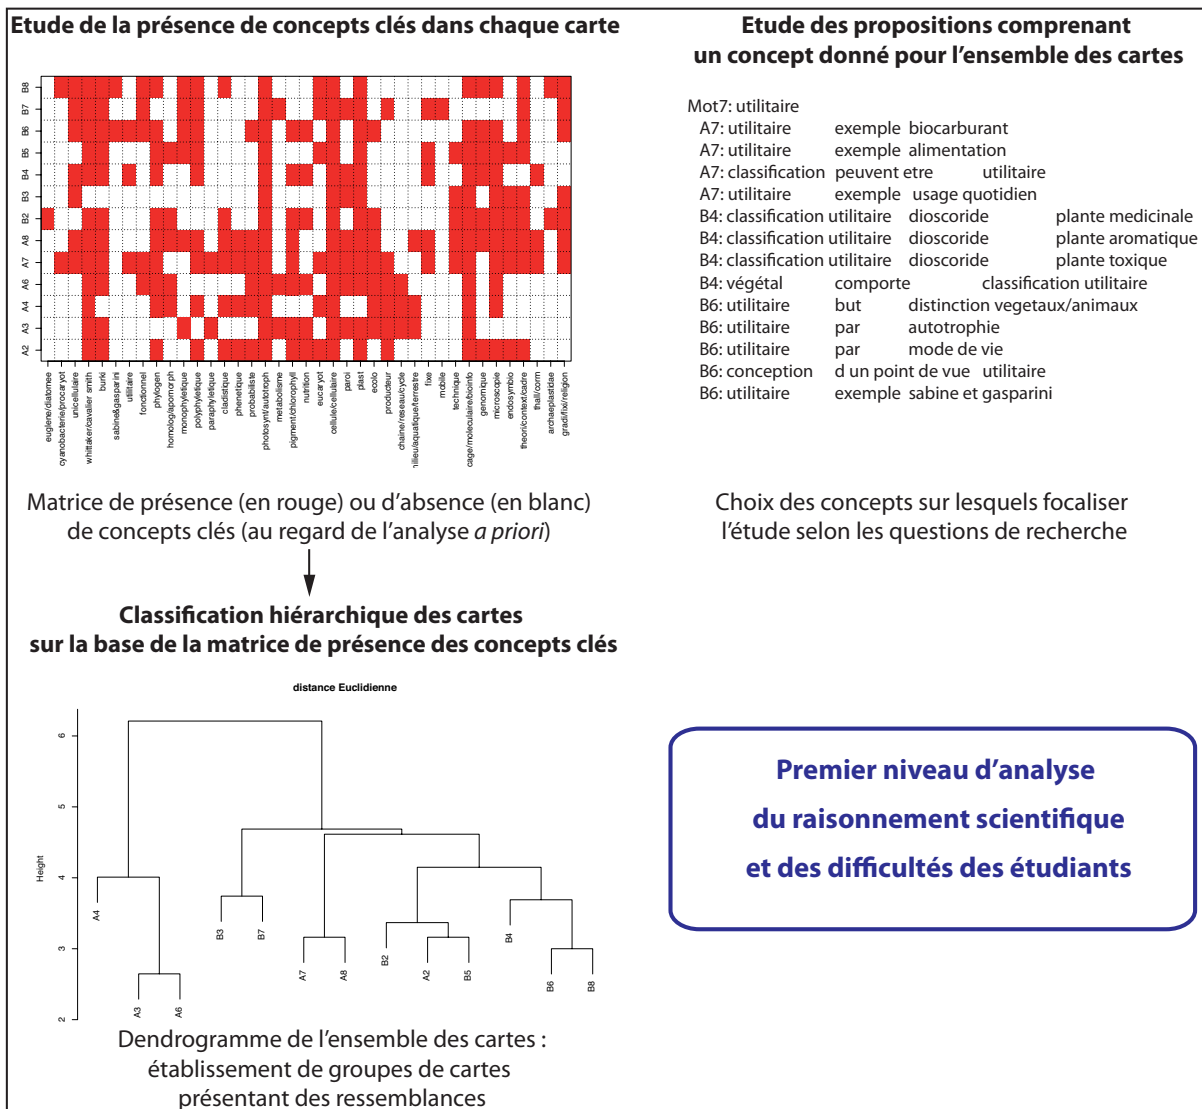 Etude de la présence de concepts clés dans chaque carte
B8
B7
B6
B5
B4
B3
B2
A8
A7
A6
A4
A3
A2
euglene/diatomee
cyanobacterie/procaryot
unicellulaire
whittaker/cavalier smith
burki
sabine&gasparini
utilitaire
fonctionnel
phylogen
homolog/apomorph
monophyletique
polyphyletique
paraphyletique
cladistique
phenetique
probabiliste
photosynt/autotroph
metabolisme
pigment/chlorophyll
nutrition
eucaryot
cellule/cellulaire
paroi
plast
ecolo
producteur
chaine/reseau/cycle
milieu/aquatique/terrestre
fixe
mobile
technique
cage/moleculaire/bioinfo
genomique
microscopie
endosymbio
theori/context/cadre
thall/corm
archaeplastidae
gradi/fixi/religion
Matrice de présence (en rouge) ou d’absence (en blanc)
de concepts clés (au regard de l’analyse a priori)
Classification hiérarchique des cartes
sur la base de la matrice de présence des concepts clés
distance Euclidienne
Height
6
5
4
3
2
A4
A3
A6
B3
B7
A7
A8
B2
A2
B5
B4
B6
B8
Dendrogramme de l’ensemble des cartes :
établissement de groupes de cartes
présentant des ressemblances
Etude des propositions comprenant
un concept donné pour l’ensemble des cartes
Mot7: utilitaire
A7: utilitaire exemple biocarburant
A7: utilitaire exemple alimentation
A7: classification peuvent etre utilitaire
A7: utilitaire exemple usage quotidien
B4: classification utilitaire dioscoride plante medicinale
B4: classification utilitaire dioscoride plante aromatique
B4: classification utilitaire dioscoride plante toxique
B4: végétal comporte classification utilitaire
B6: utilitaire but distinction vegetaux/animaux
B6: utilitaire par autotrophie
B6: utilitaire par mode de vie
B6: conception d un point de vue utilitaire
B6: utilitaire exemple sabine et gasparini
Choix des concepts sur lesquels focaliser
l’étude selon les questions de recherche
Premier niveau d’analyse
du raisonnement scientifique
et des difficultés des étudiants